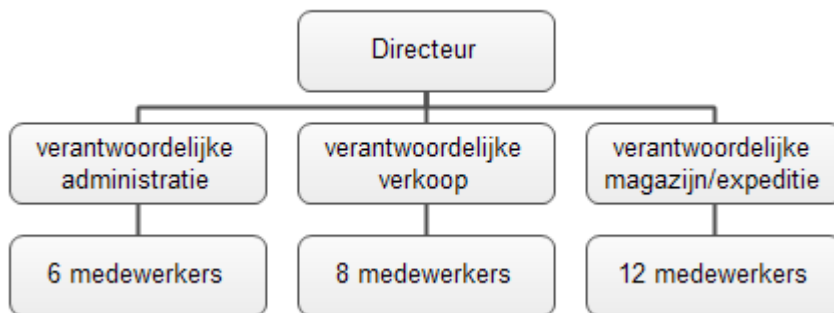 Directeur
verantwoordelijke
administratie
verantwoordelijke
verkoop
verantwoordelijke
magazijn/expeditie
6 medewerkers
8 medewerkers
12 medewerkers